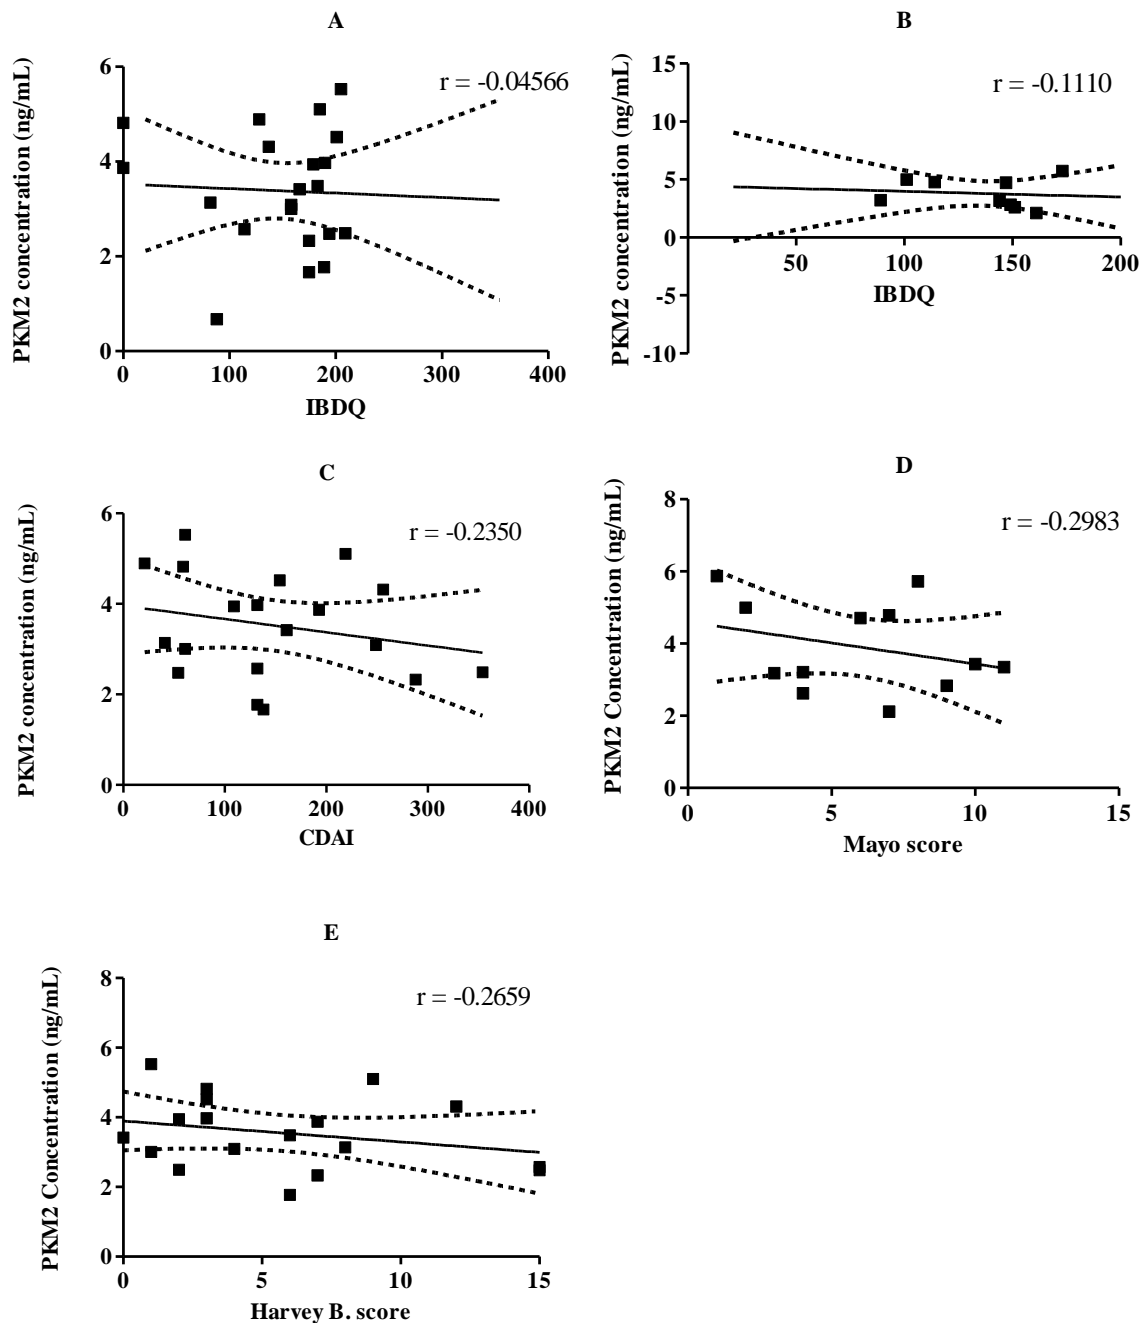 A
PKM2 concentration (ng/mL)
r = -0.04566
6
4
2
0
0 100 200 300 400
IBDQ
B
PKM2 concentration (ng/mL)
r = -0.1110
15
10
5
0
-5
-10
50 100 150 200
IBDQ
C
PKM2 concentration (ng/mL)
r = -0.2350
6
4
2
0
0 100 200 300 400
CDAI
D
PKM2 Concentration (ng/mL)
r = -0.2983
8
6
4
2
0
0 5 10 15
Mayo score
E
PKM2 Concentration (ng/mL)
r = -0.2659
8
6
4
2
0
0 5 10 15
Harvey B. score